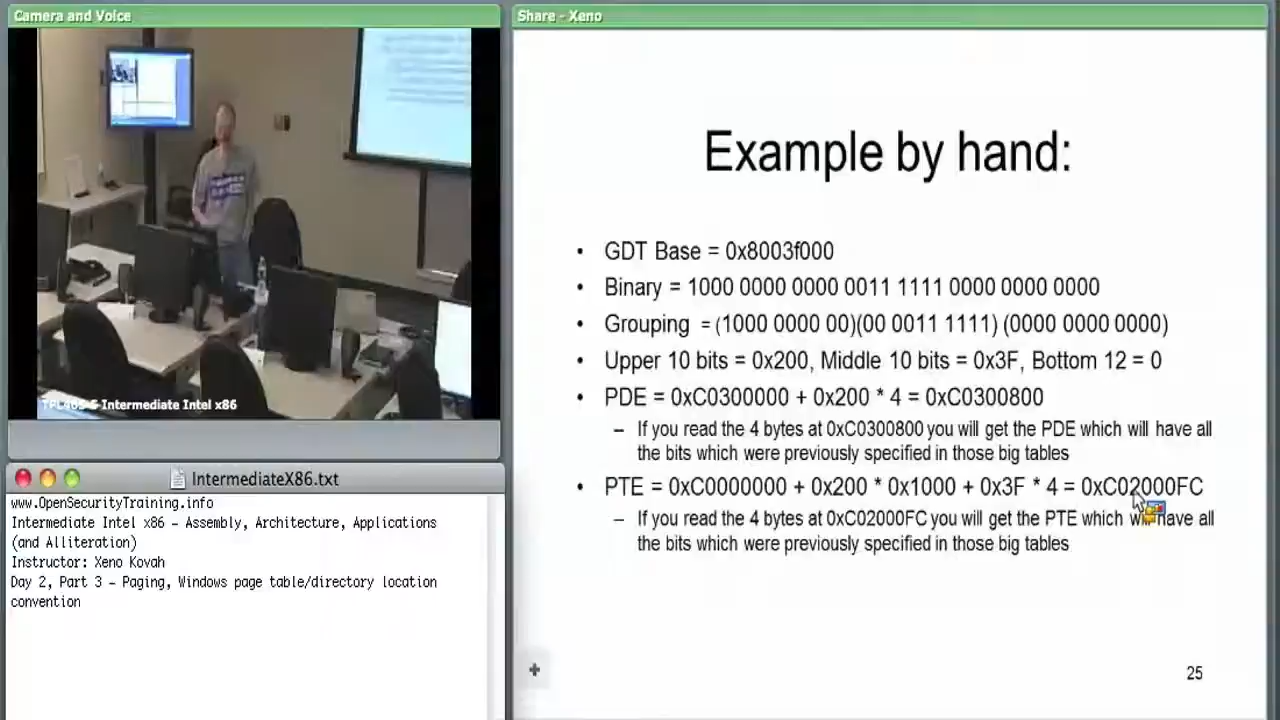 Camera and Voice
Intermediate Intel x86
IntermediateX86.txt
www.OpenSecurityTraining.info
Intermediate Intel x86 – Assembly, Architecture, Applications
(and Alliteration)
Instructor: Xeno Kovah
Day 2, Part 3 – Paging, Windows page table/directory location
convention
Share - Xeno
Example by hand:
• GDT Base = 0x8003f000
• Binary = 1000 0000 0000 0011 1111 0000 0000 0000
• Grouping = (1000 0000 00)(00 0011 1111) (0000 0000 0000)
• Upper 10 bits = 0x200, Middle 10 bits = 0x3F, Bottom 12 = 0
• PDE = 0xC0300000 + 0x200 * 4 = 0xC0300800
– If you read the 4 bytes at 0xC0300800 you will get the PDE which will have all
the bits which were previously specified in those big tables
• PTE = 0xC0000000 + 0x200 * 0x1000 + 0x3F * 4 = 0xC02000FC
– If you read the 4 bytes at 0xC02000FC you will get the PTE which will have all
the bits which were previously specified in those big tables
25